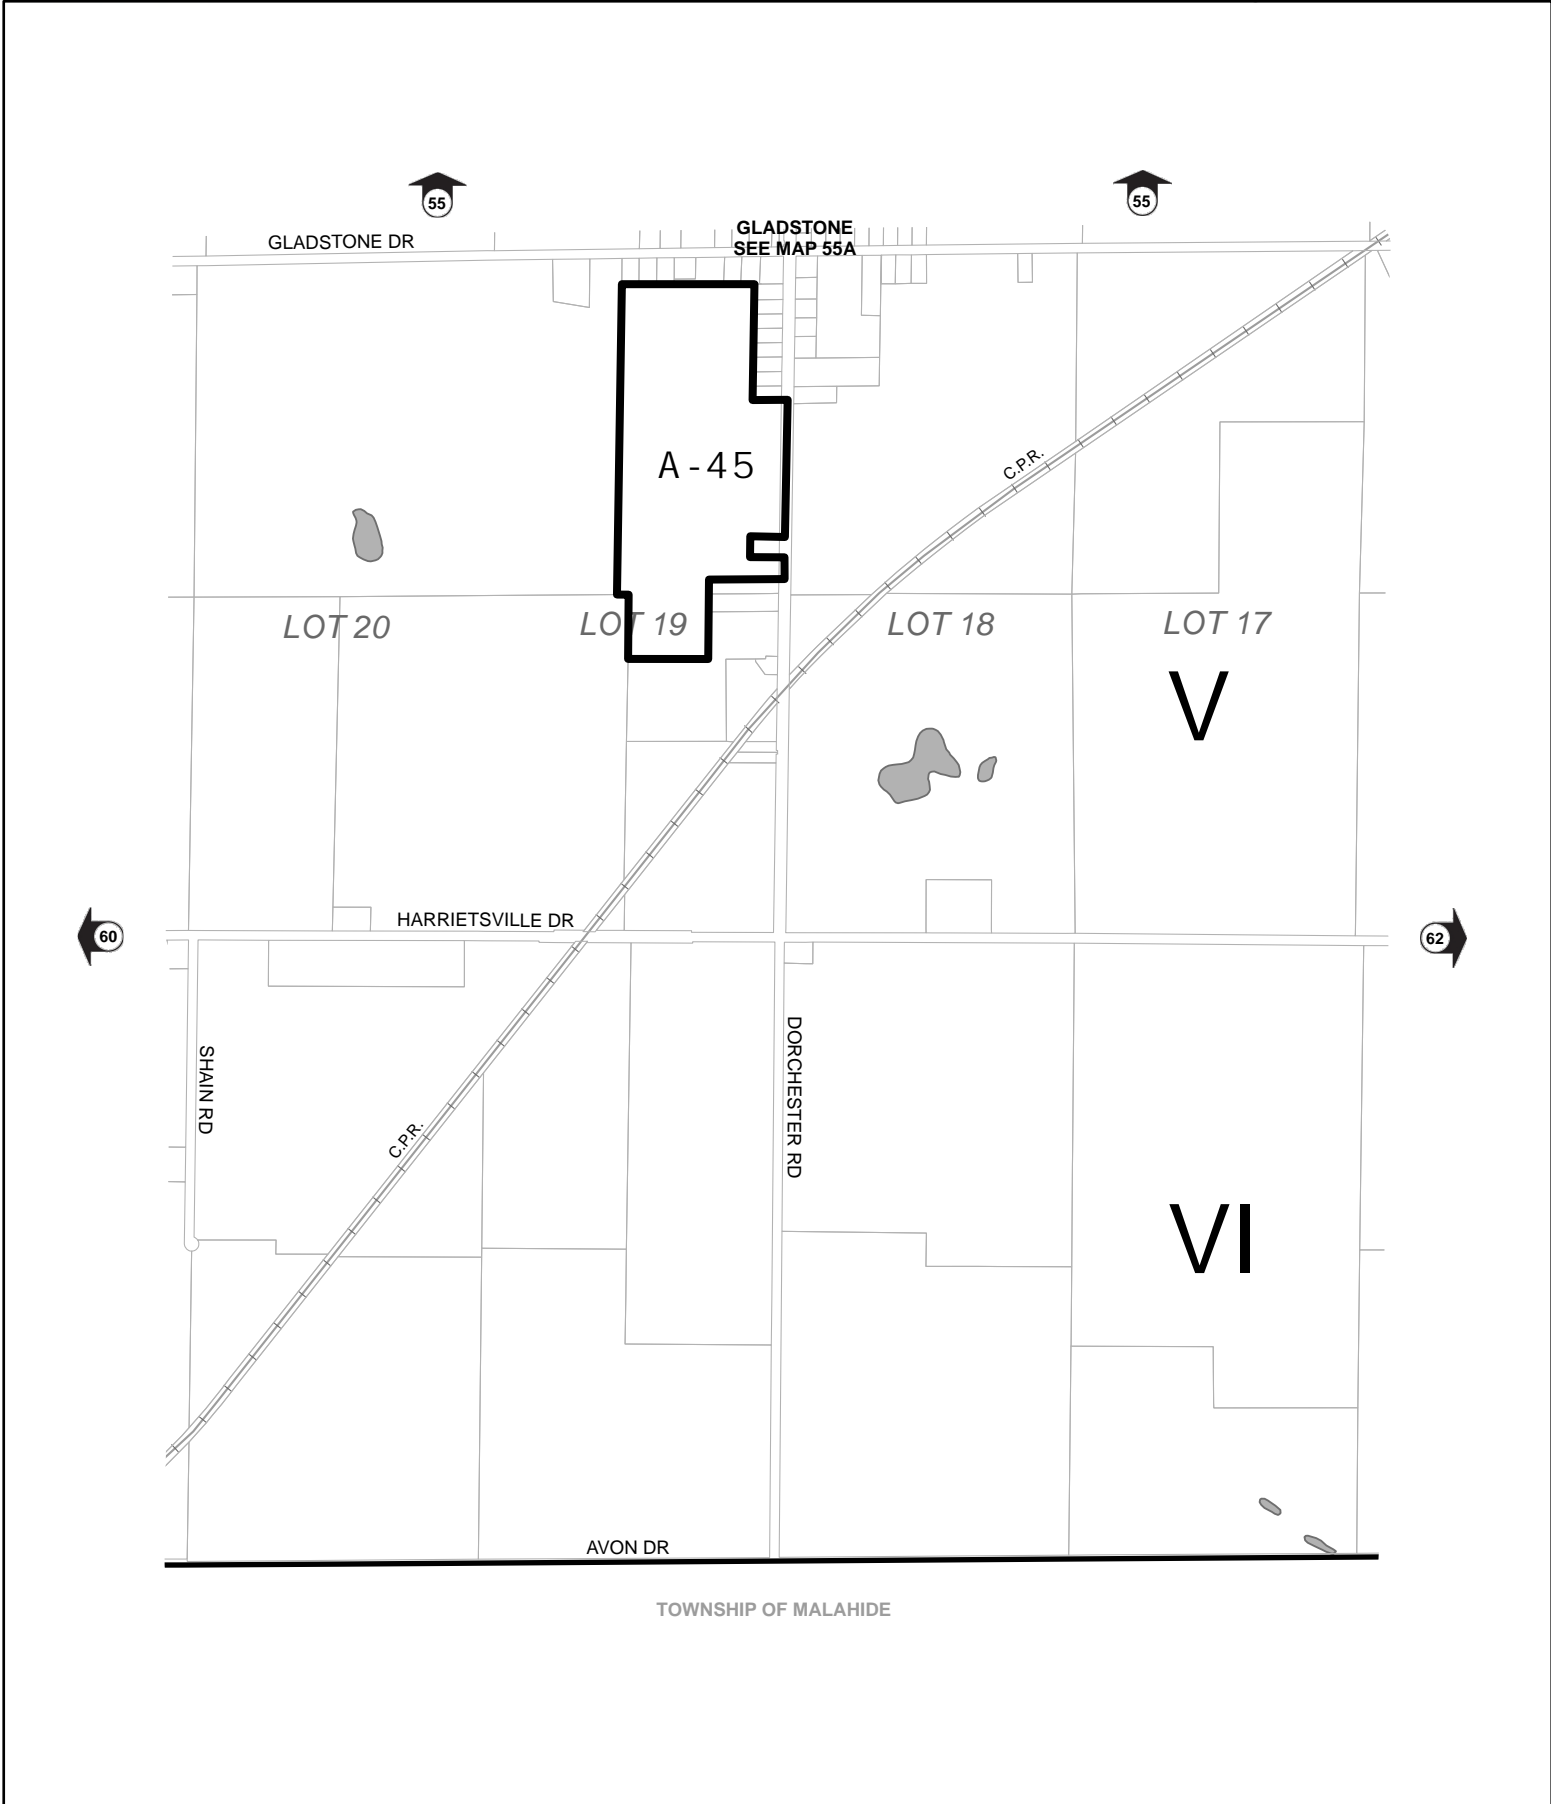 55
55
GLADSTONE
SEE MAP 55A
GLADSTONE DR
A-45
C.P.R.
LOT 20
LOT 19
LOT 18
LOT 17
V
HARRIETSVILLE DR
60
62
SHAIN RD
DORCHESTER RD
C.P.R.
VI
AVON DR
TOWNSHIP OF MALAHIDE